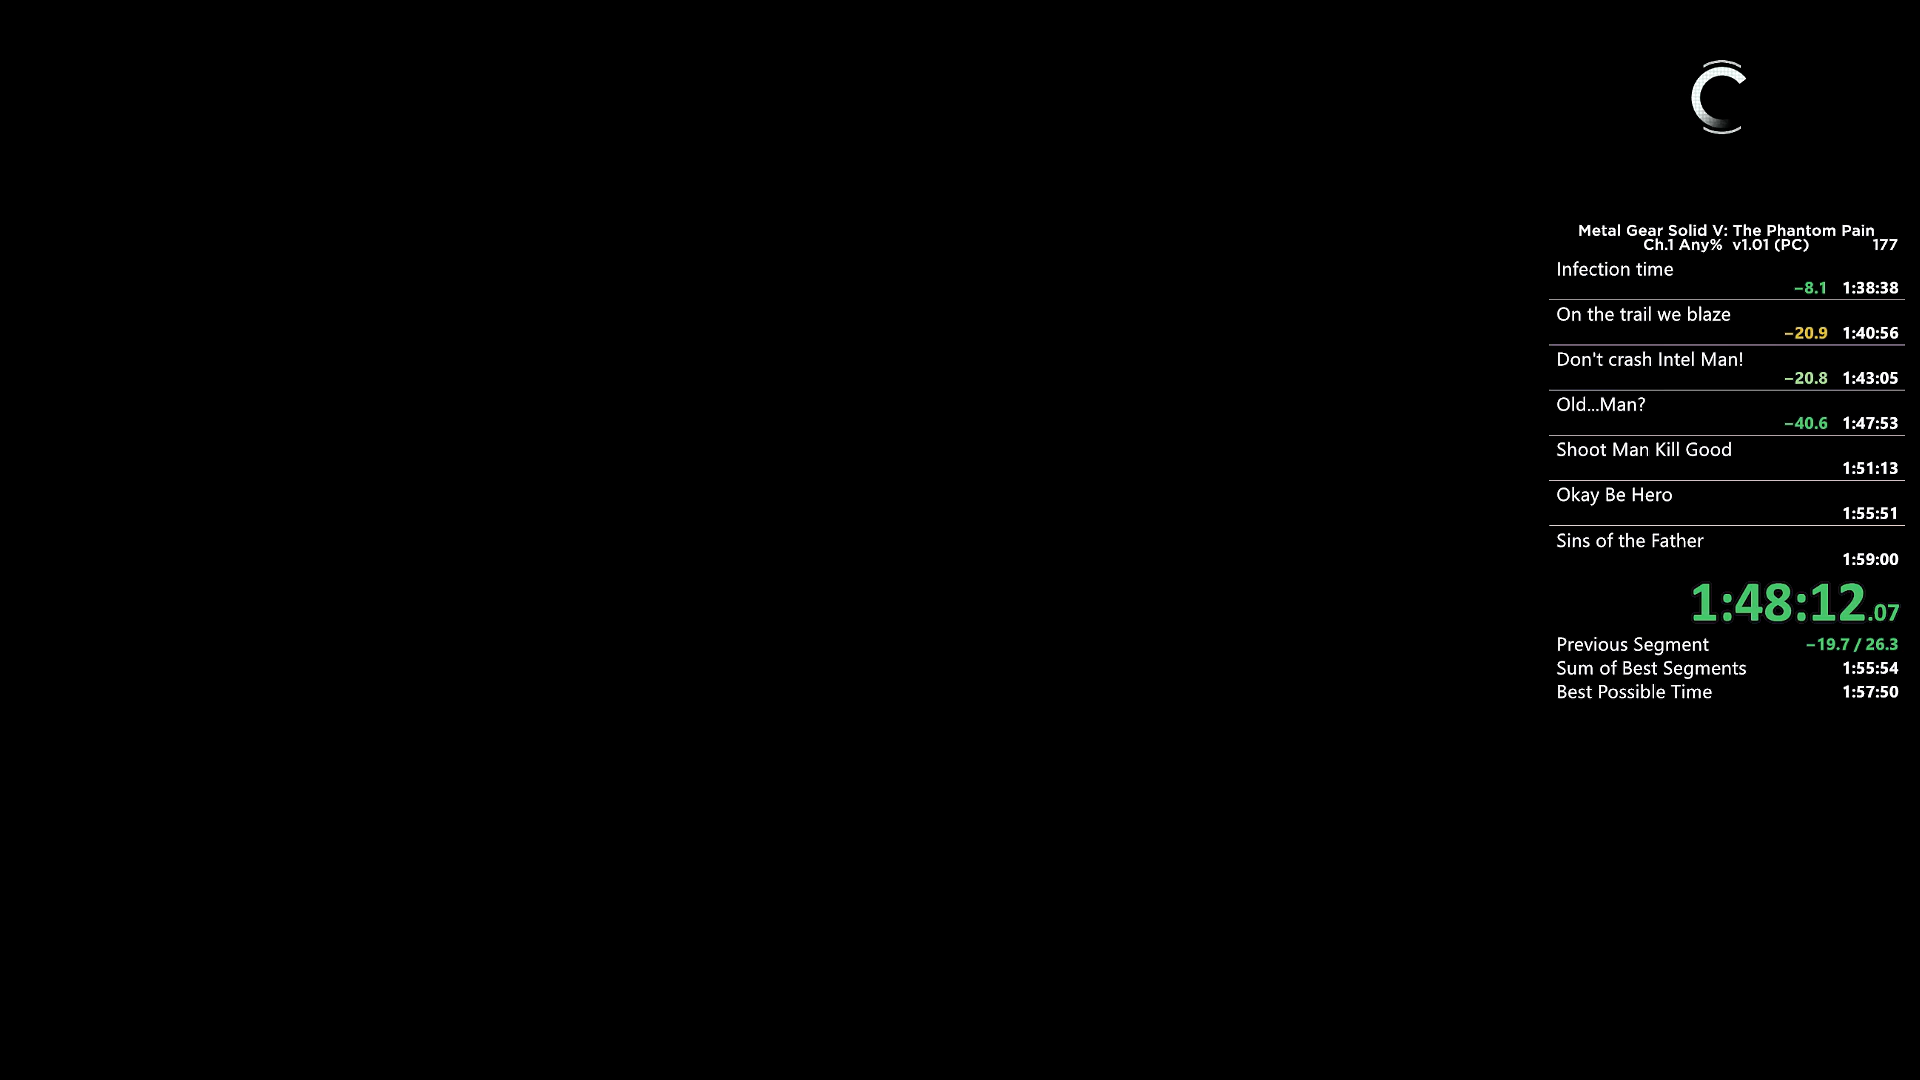 Metal Gear Solid V: The Phantom Pain
Ch.1 Any% v1.01 (PC) 177
Infection time
−8.1 1:38:38
On the trail we blaze
−20.9 1:40:56
Don't crash Intel Man!
−20.8 1:43:05
Old...Man?
−40.6 1:47:53
Shoot Man Kill Good
1:51:13
Okay Be Hero
1:55:51
Sins of the Father
1:59:00
1:48:12.07
Previous Segment −19.7 / 26.3
Sum of Best Segments 1:55:54
Best Possible Time 1:57:50